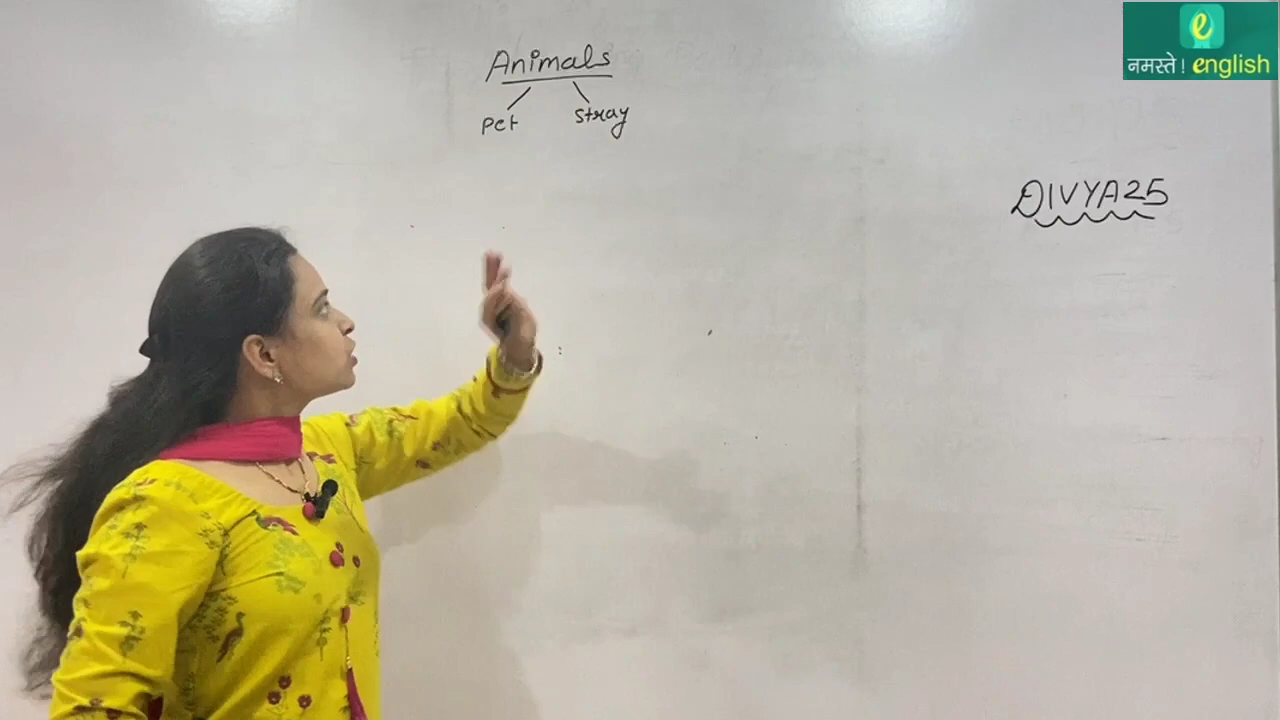 Animals
Pet Stray
DIVYA25
e
नमस्ते! english